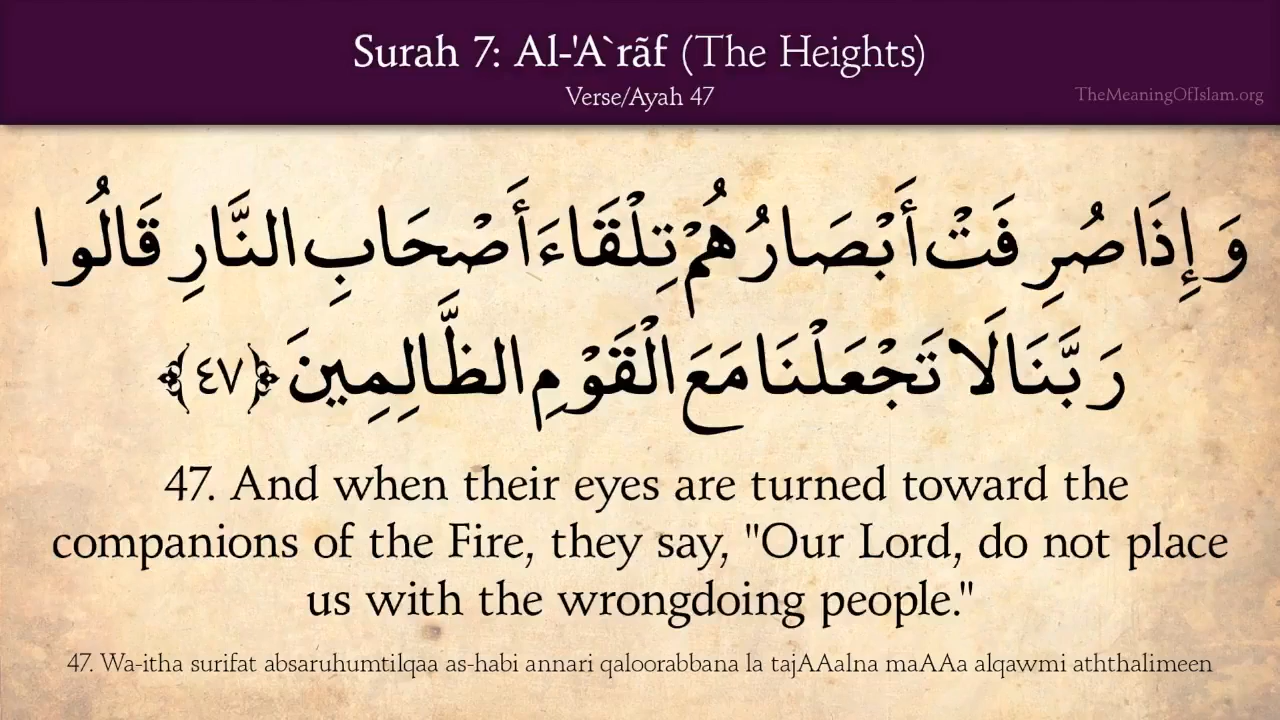 Surah 7: Al-'A`rãf (The Heights)
Verse/Ayah 47
TheMeaningOfIslam.org
وَإِذَا صُرِفَتْ أَبْصَارُهُمْ تِلْقَاءَ أَصْحَابِ النَّارِ قَالُوا
رَبَّنَا لَا تَجْعَلْنَا مَعَ الْقَوْمِ الظَّالِمِينَ ﴿٤٧﴾
47. And when their eyes are turned toward the
companions of the Fire, they say, "Our Lord, do not place
us with the wrongdoing people."
47. Wa-itha surifat absaruhumtilqaa as-habi annari qaloorabbana la tajAAalna maAAa alqawmi aththalimeen